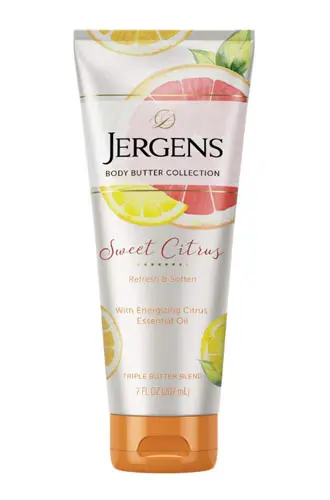 JERGENS
BODY BUTTER COLLECTION
Sweet Citrus
Refresh & Soften
With Energizing Citrus
Essential Oil
TRIPLE BUTTER BLEND
7 FL OZ (207 mL)